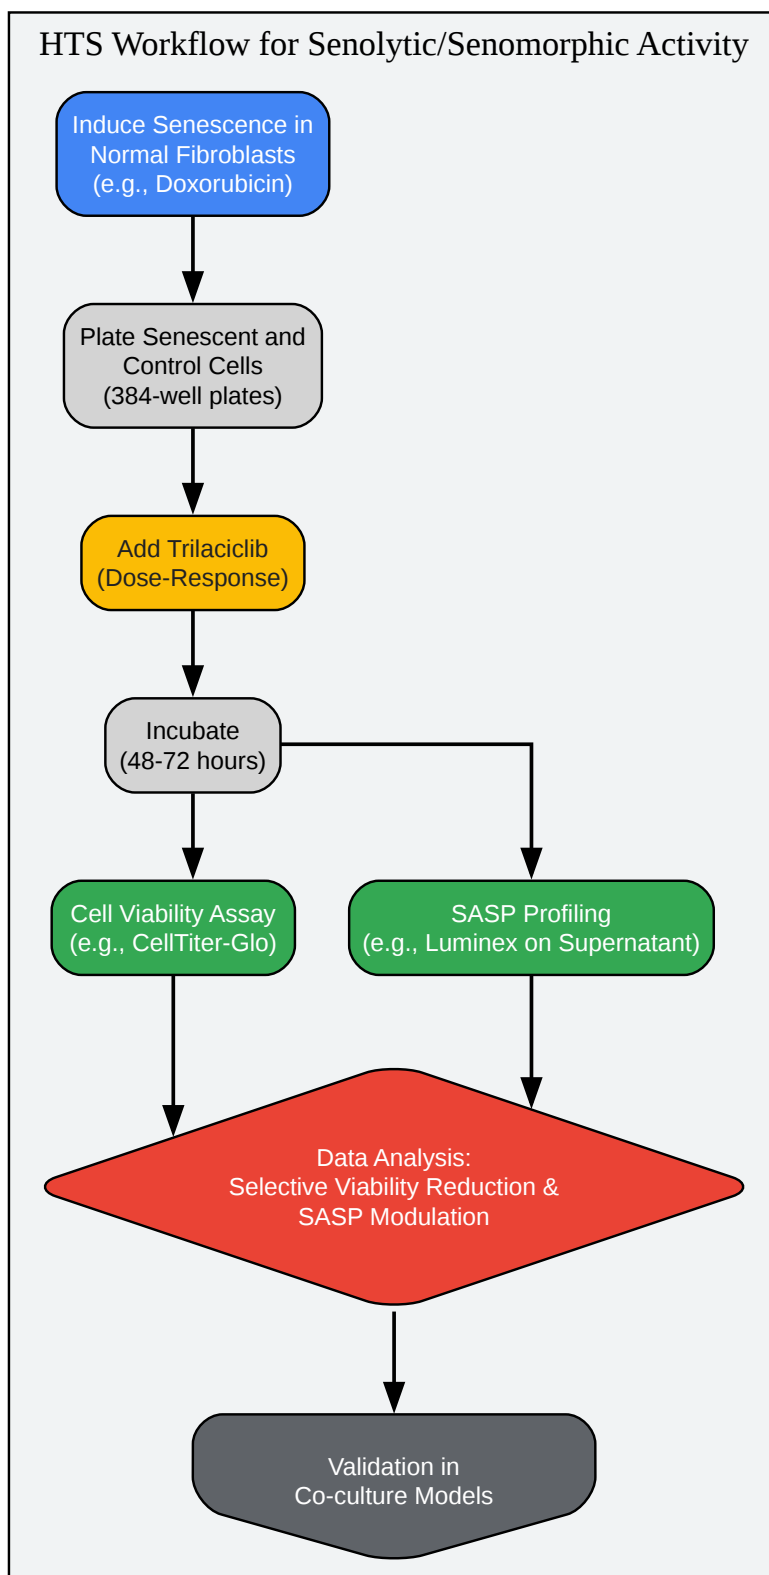 HTS Workflow for Senolytic/Senomorphic Activity
Induce Senescence in
Normal Fibroblasts
(e.g., Doxorubicin)
Plate Senescent and
Control Cells
(384-well plates)
Add Trilaciclib
(Dose-Response)
Incubate
(48-72 hours)
Cell Viability Assay
(e.g., CellTiter-Glo)
SASP Profiling
(e.g., Luminex on Supernatant)
Data Analysis:
Selective Viability Reduction &
SASP Modulation
Validation in
Co-culture Models